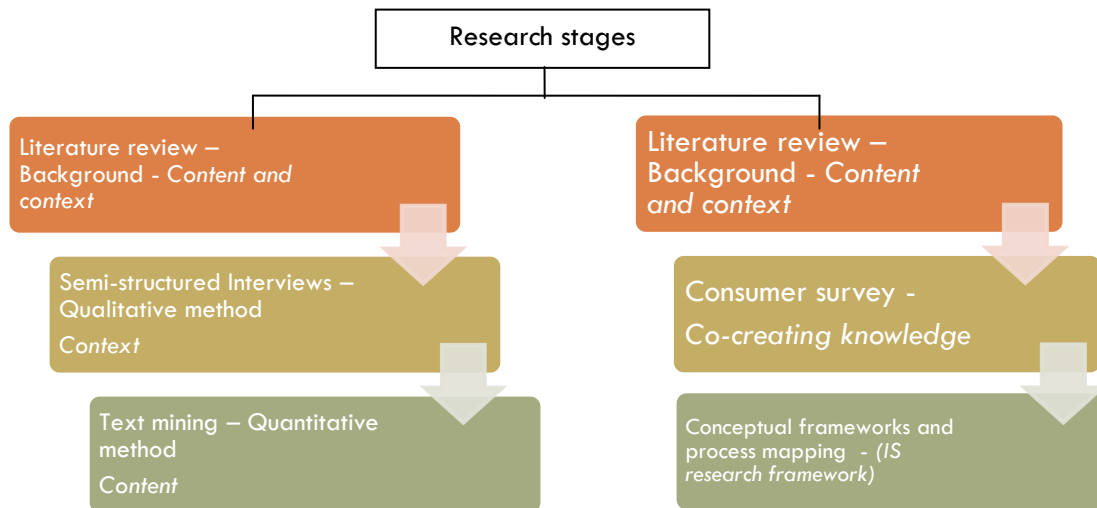 Research stages
Literature review –
Background - Content and
context
Semi-structured Interviews –
Qualitative method
Context
Text mining – Quantitative
method
Content
Literature review –
Background - Content
and context
Consumer survey -
Co-creating knowledge
Conceptual frameworks and
process mapping - (IS
research framework)